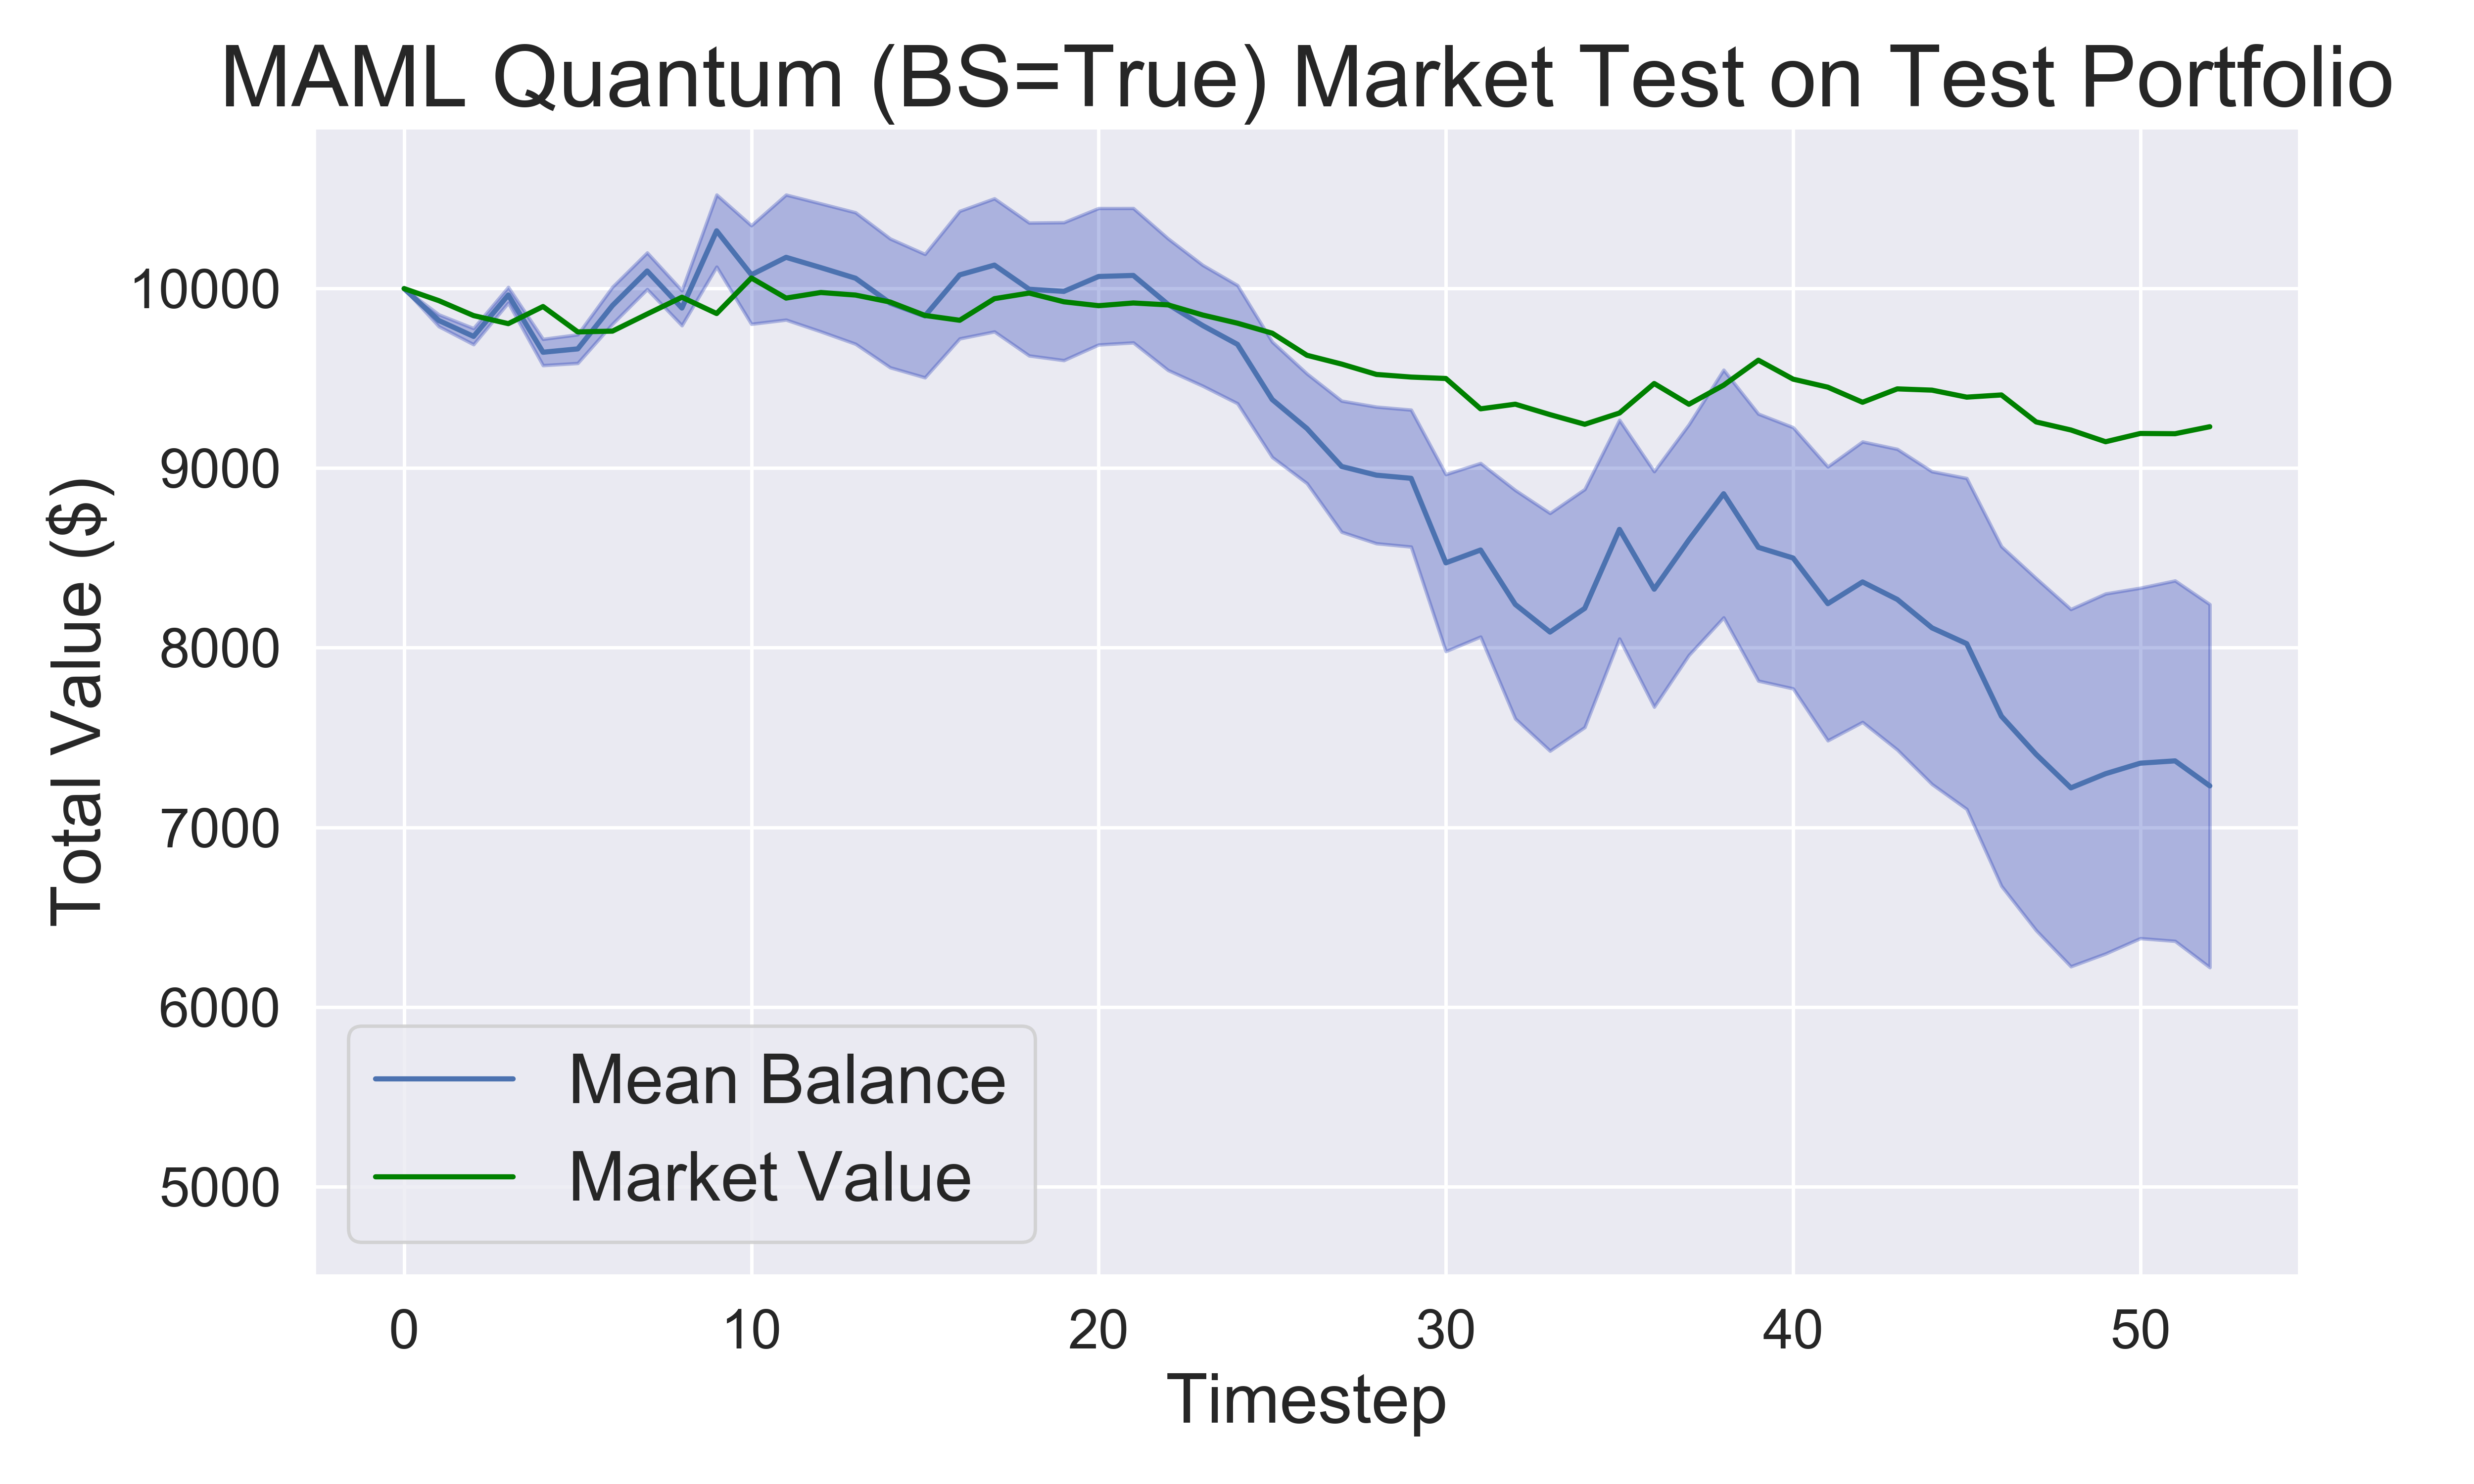 MAML Quantum (BS=True) Market Test on Test Portfolio
Total Value ($)
10000
9000
8000
7000
6000
5000
Mean Balance
Market Value
0 10 20 30 40 50
Timestep